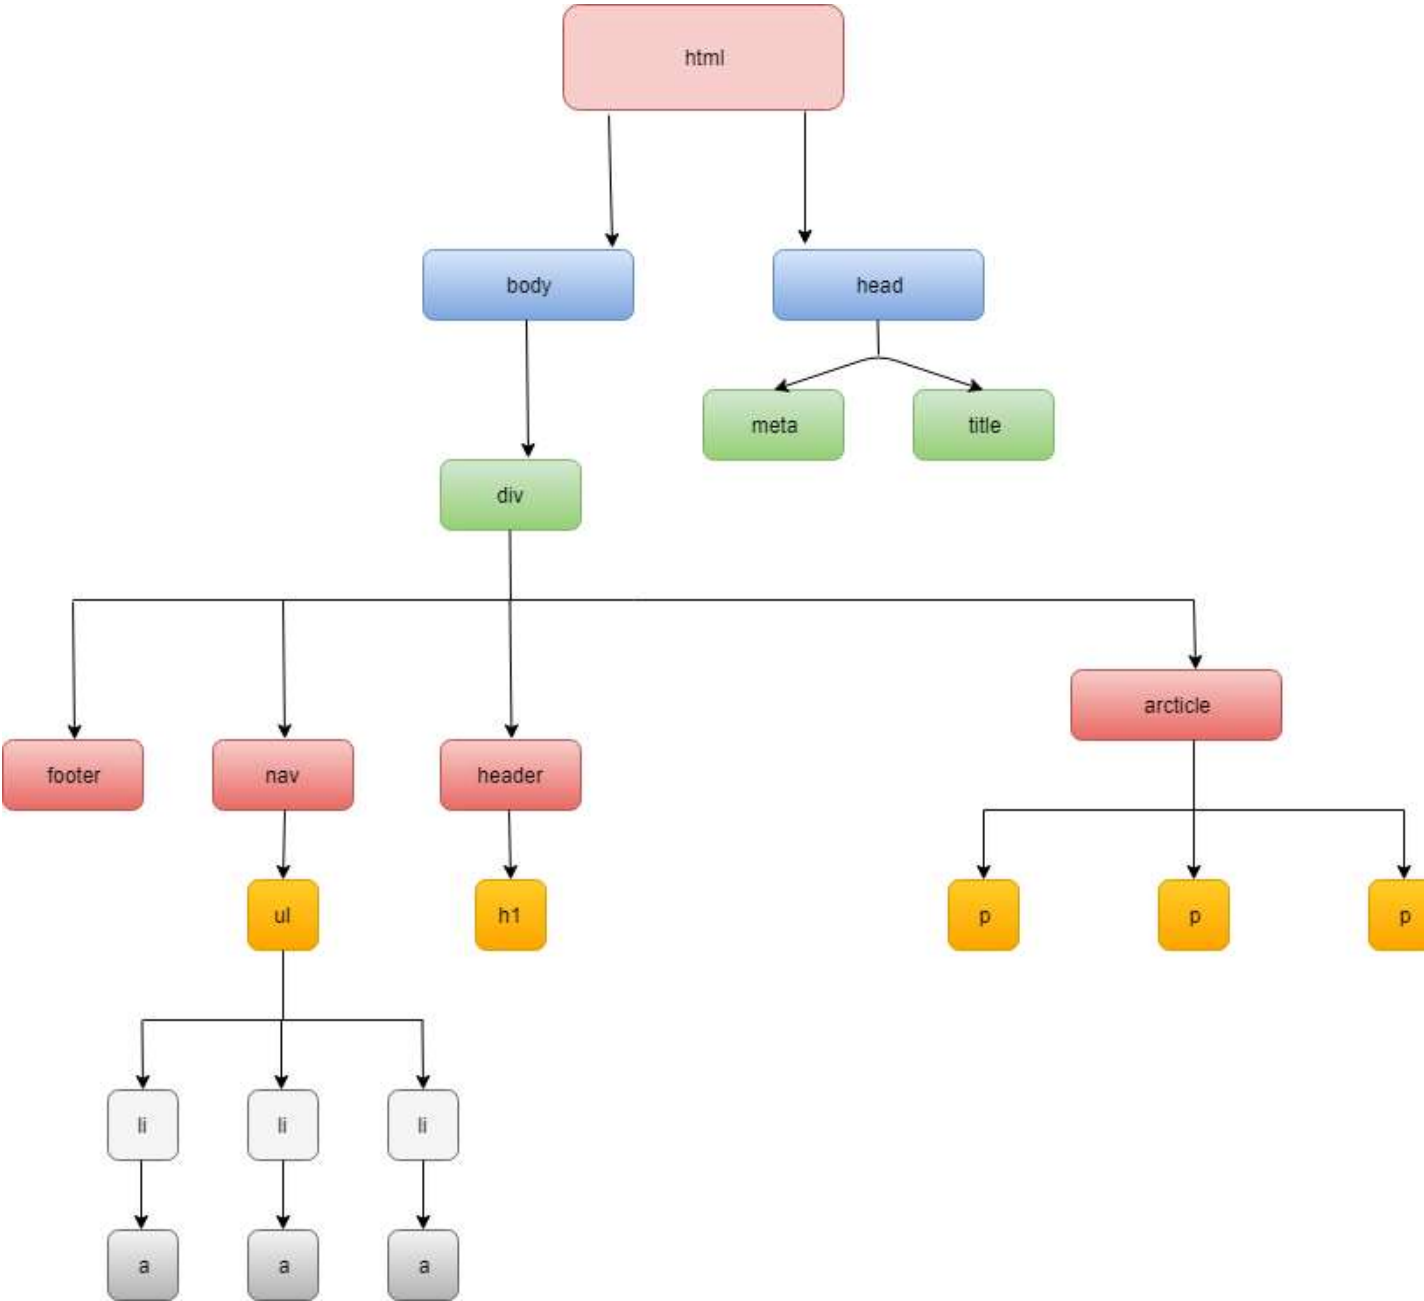 html
body
head
meta
title
div
arcticle
footer
nav
header
ul
h1
p
p
p
li
li
li
a
a
a